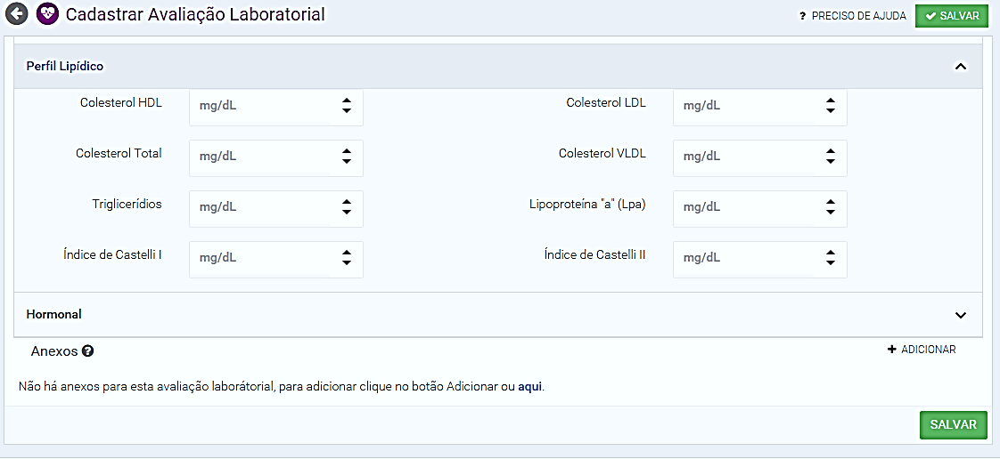 Cadastrar Avaliação Laboratorial
? PRECISO DE AJUDA
SALVAR
Perfil Lipídico
Colesterol HDL mg/dL Colesterol LDL mg/dL
Colesterol Total mg/dL Colesterol VLDL mg/dL
Triglicerídios mg/dL Lipoproteína "a" (Lpa) mg/dL
Índice de Castelli I mg/dL Índice de Castelli II mg/dL
Hormonal
Anexos ?
+ ADICIONAR
Não há anexos para esta avaliação laborátorial, para adicionar clique no botão Adicionar ou aqui.
SALVAR